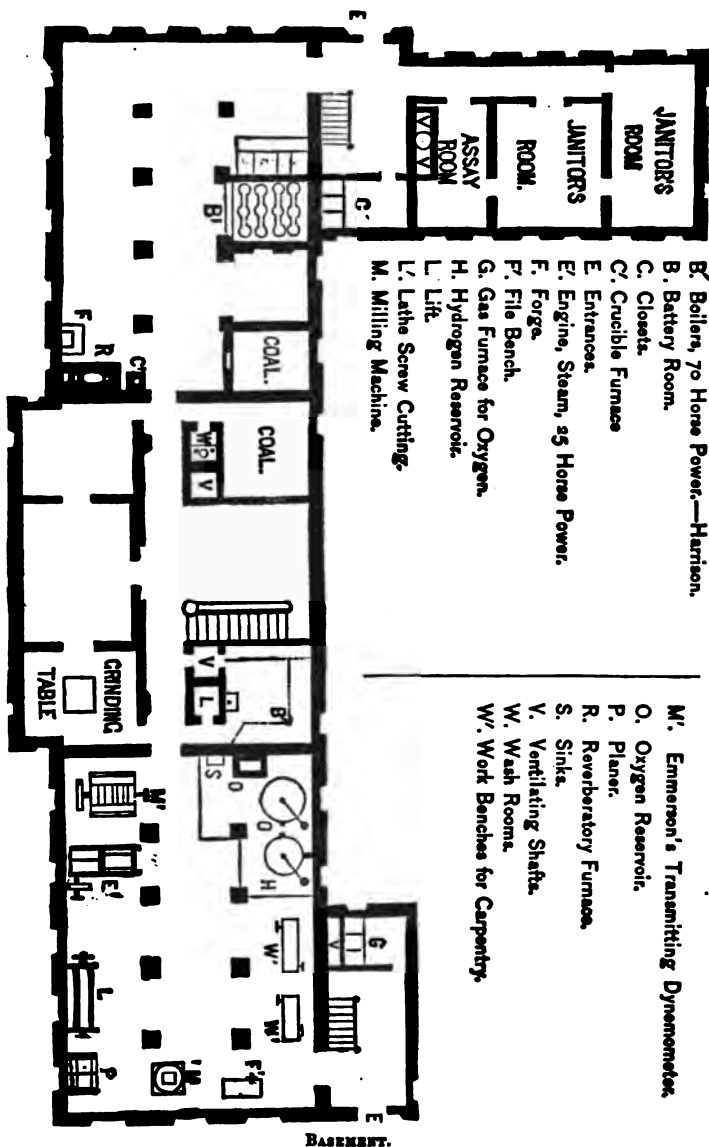 E
JANITOR'S
ROOM
JANITOR'S
ROOM.
ASSAY
ROOM
V
O
V
C'
B'
F
R
C'
COAL.
COAL.
W
V
V
L
B
GRINDING
TABLE
S
O
O
H
G
V
W'
W'
M'
E'
L
P
'M
F'
E
B'. Boilers, 70 Horse Power.—Harrison.
B. Battery Room.
C. Closets.
C'. Crucible Furnace
E. Entrances.
E'. Engine, Steam, 25 Horse Power.
F. Forge.
F'. File Bench.
G. Gas Furnace for Oxygen.
H. Hydrogen Reservoir.
L. Lift.
L'. Lathe Screw Cutting.
M. Milling Machine.
M'. Emmerson's Transmitting Dynemometer.
O. Oxygen Reservoir.
P. Planer.
R. Reverberatory Furnace.
S. Sinks.
V. Ventilating Shafts.
W. Wash Rooms.
W'. Work Benches for Carpentry.
BASEMENT.